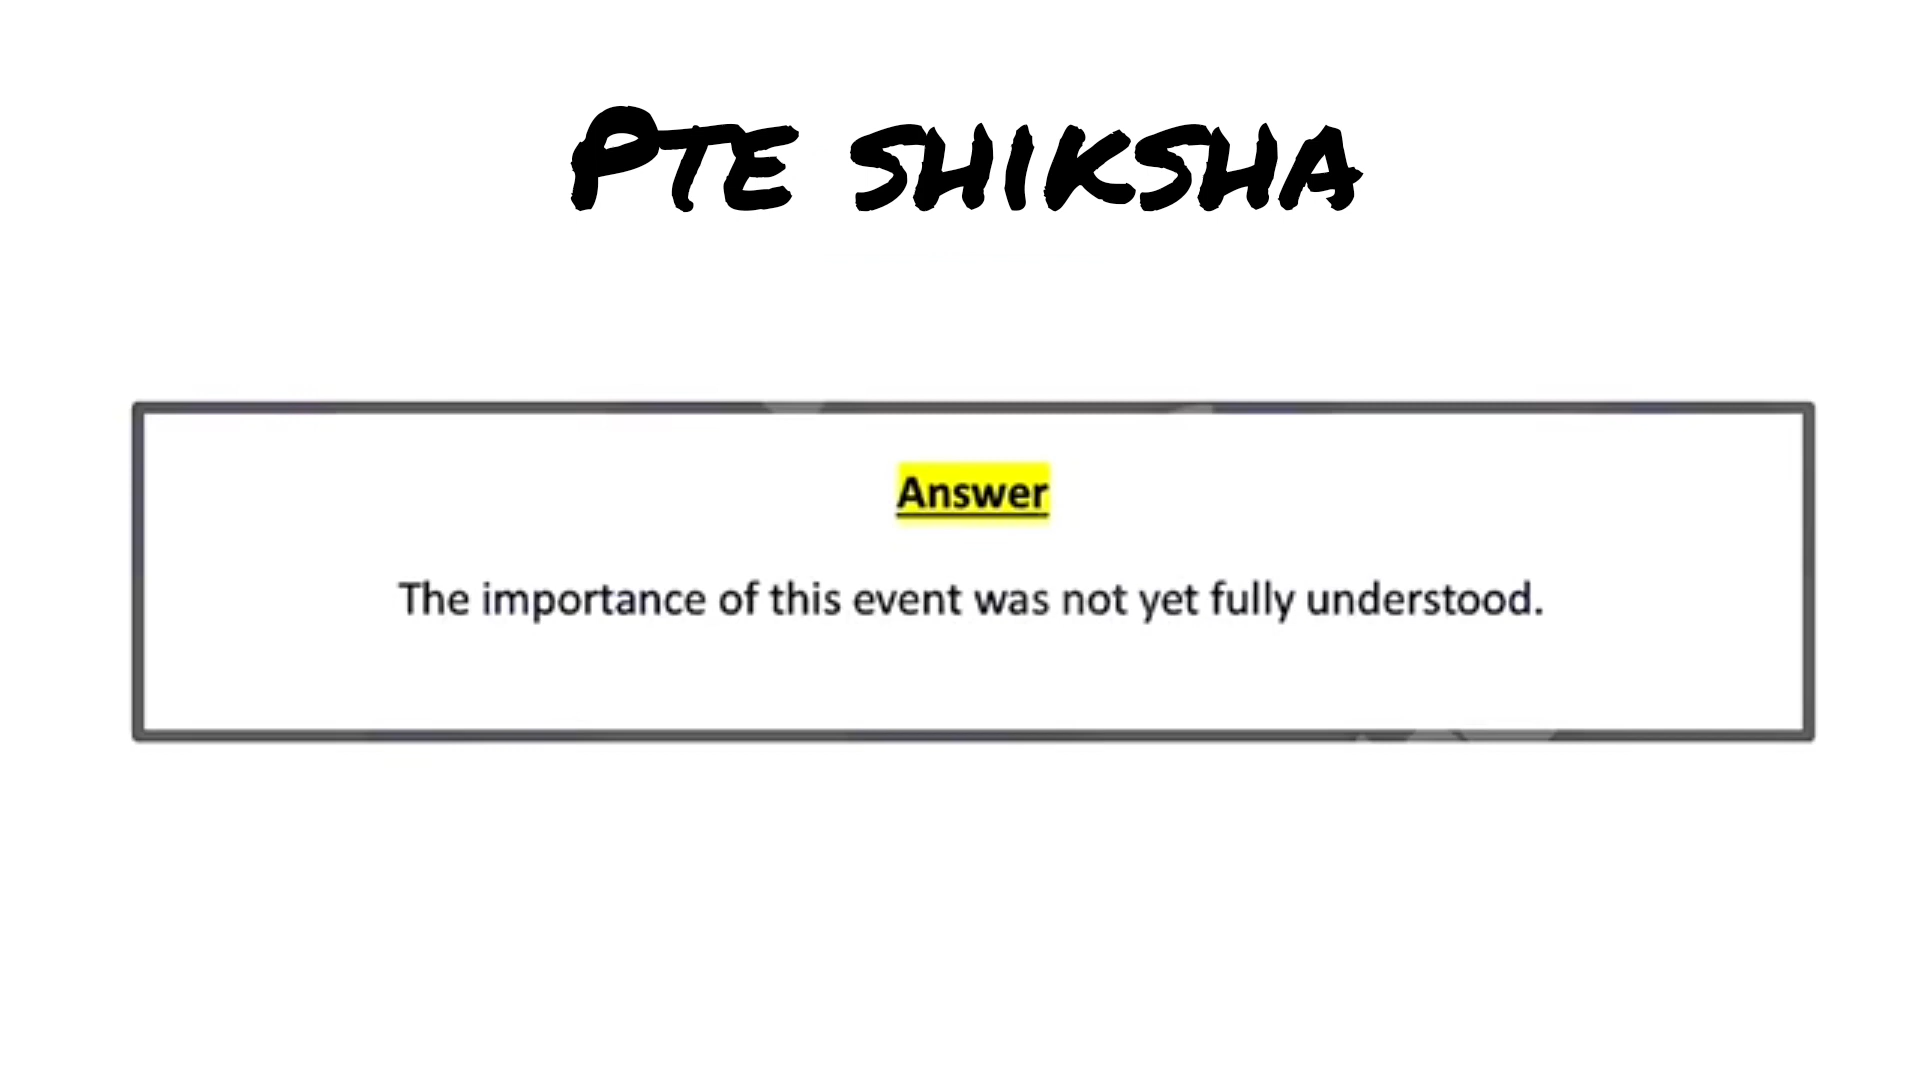 Pte shiksha
Answer
The importance of this event was not yet fully understood.